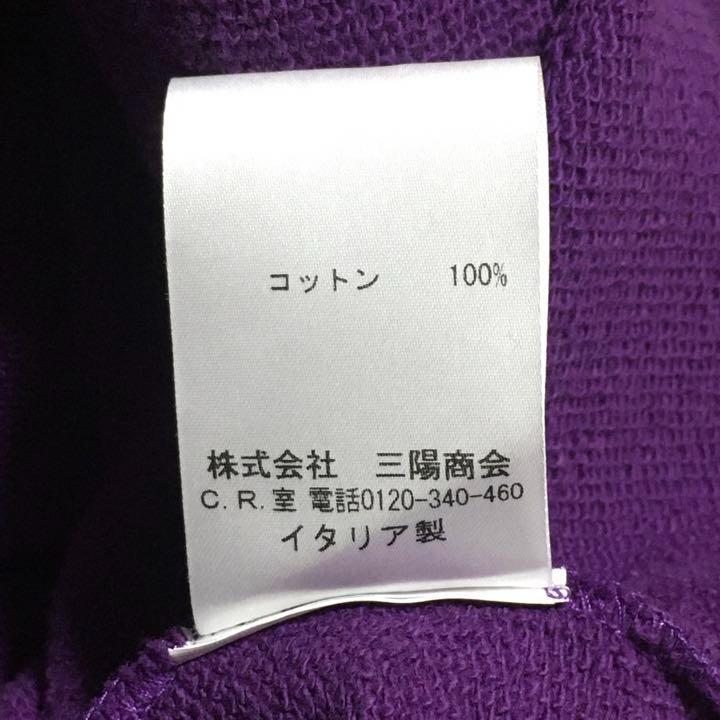 コットン 100%
株式会社 三陽商会
C.R.室 電話0120-340-460
イタリア製